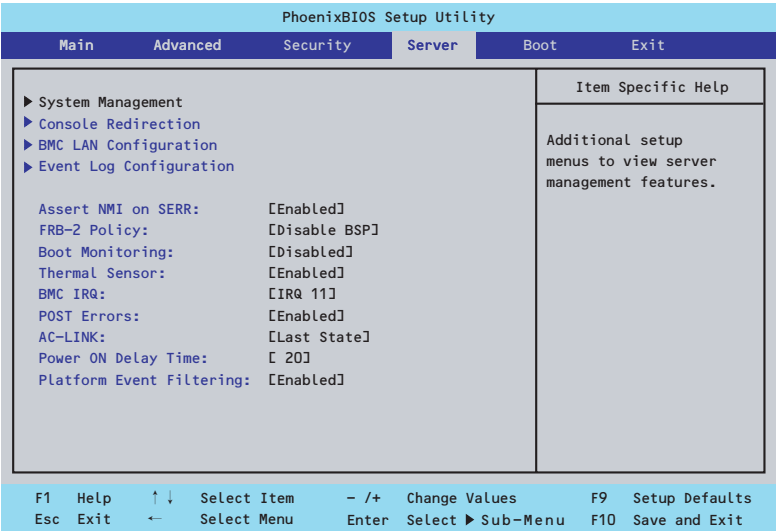 PhoenixBIOS Setup Utility
Main Advanced Security Server Boot Exit
Item Specific Help
▶ System Management
▶ Console Redirection
▶ BMC LAN Configuration
▶ Event Log Configuration
Additional setup
menus to view server
management features.
Assert NMI on SERR: [Enabled]
FRB-2 Policy: [Disable BSP]
Boot Monitoring: [Disabled]
Thermal Sensor: [Enabled]
BMC IRQ: [IRQ 11]
POST Errors: [Enabled]
AC-LINK: [Last State]
Power ON Delay Time: [ 20]
Platform Event Filtering: [Enabled]
F1 Help ↑↓ Select Item - /+ Change Values F9 Setup Defaults
Esc Exit ← Select Menu Enter Select ▶ Sub-Menu F10 Save and Exit